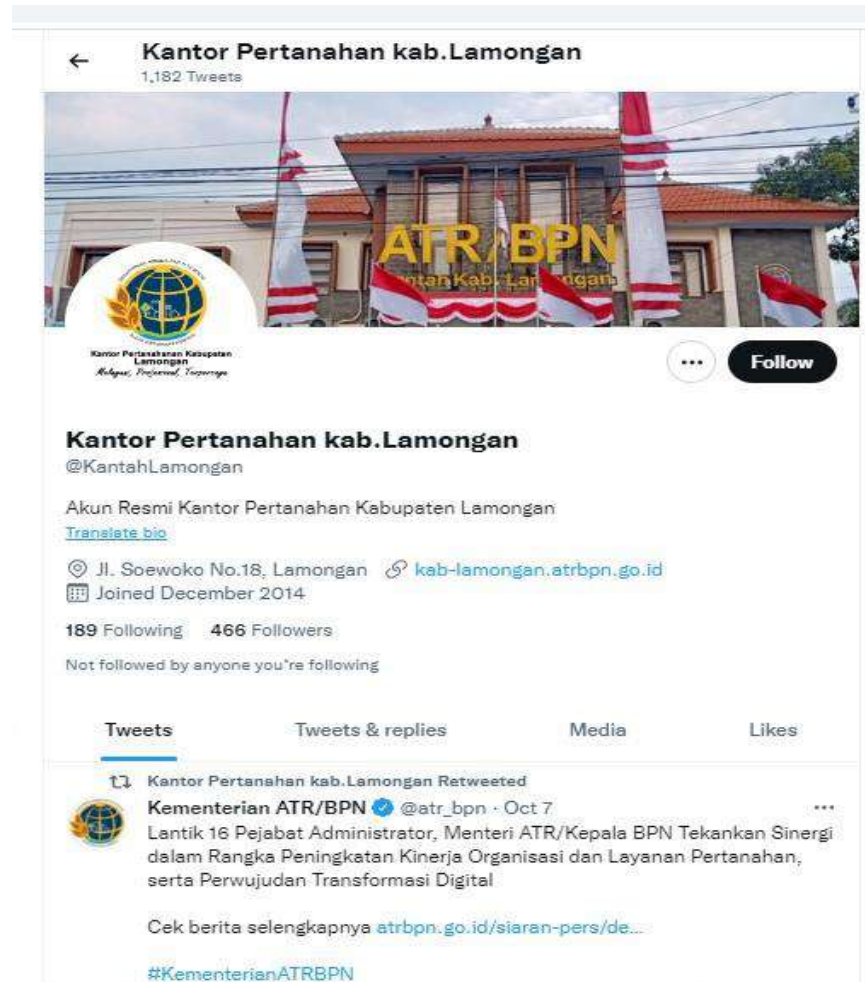 Kantor Pertanahan kab.Lamongan
1,182 Tweets
ATR/BPN
Kantor Pertanahanan Kabupaten
Lamongan
Melayani, Profesional, Terpercaya
Follow
Kantor Pertanahan kab.Lamongan
@KantahLamongan
Akun Resmi Kantor Pertanahan Kabupaten Lamongan
Translate bio
Jl. Soewoko No.18, Lamongan kab-lamongan.atrbpn.go.id
Joined December 2014
189 Following 466 Followers
Not followed by anyone you're following
Tweets Tweets & replies Media Likes
Kantor Pertanahan kab.Lamongan Retweeted
Kementerian ATR/BPN @atr_bpn · Oct 7
Lantik 16 Pejabat Administrator, Menteri ATR/Kepala BPN Tekankan Sinergi
dalam Rangka Peningkatan Kinerja Organisasi dan Layanan Pertanahan,
serta Perwujudan Transformasi Digital
Cek berita selengkapnya atrbpn.go.id/siaran-pers/de...
#KementerianATRBPN